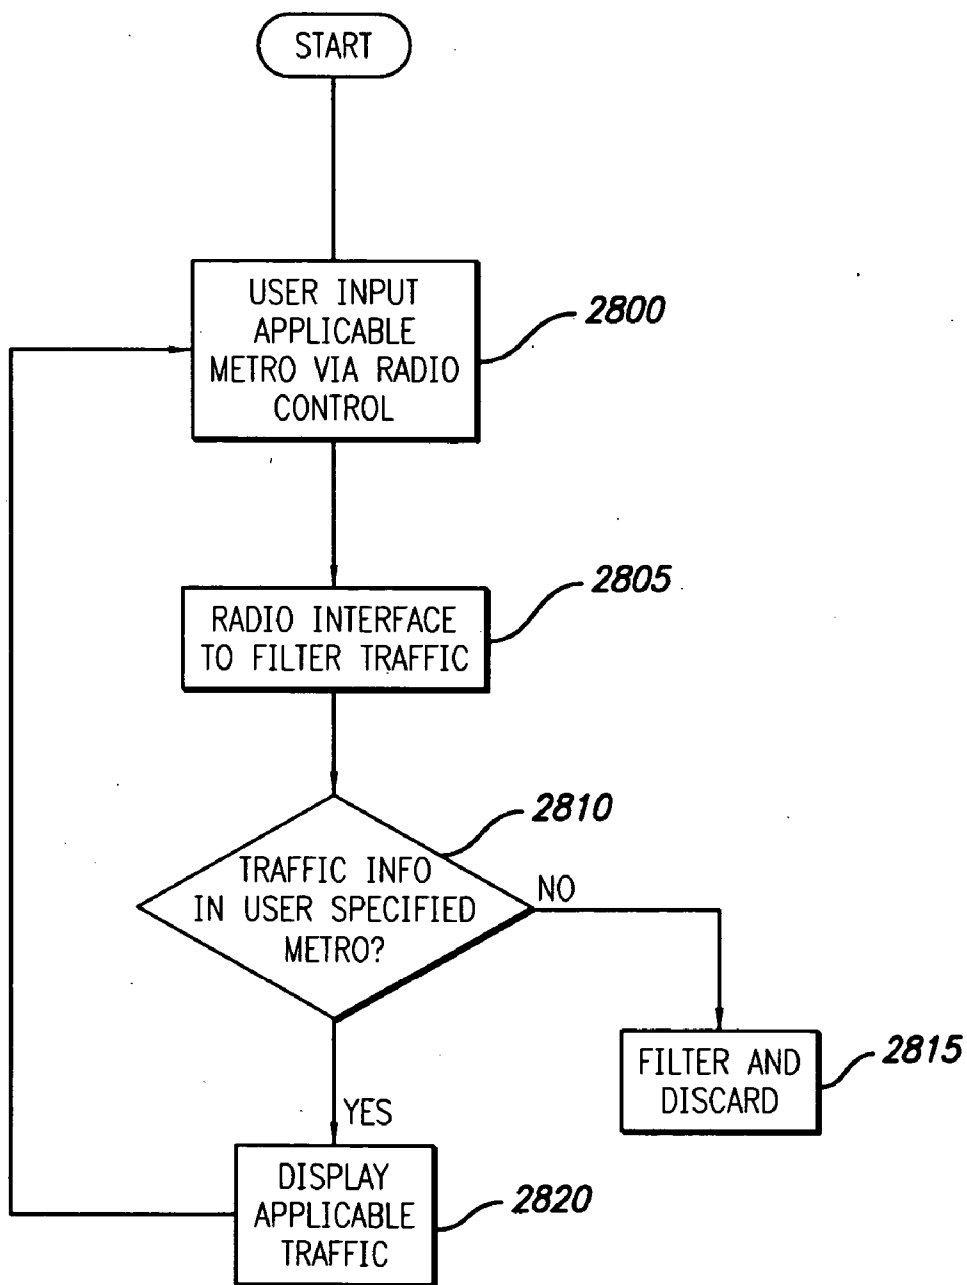 START
USER INPUT
APPLICABLE
METRO VIA RADIO
CONTROL
2800
RADIO INTERFACE
TO FILTER TRAFFIC
2805
TRAFFIC INFO
IN USER SPECIFIED
METRO?
2810
NO
FILTER AND
DISCARD
2815
YES
DISPLAY
APPLICABLE
TRAFFIC
2820